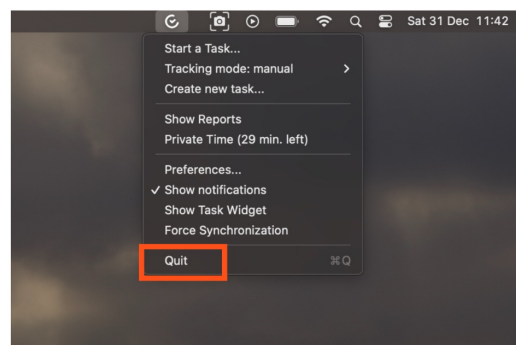 Sat 31 Dec 11:42
Start a Task...
Tracking mode: manual
Create new task...
Show Reports
Private Time (29 min. left)
Preferences...
✓ Show notifications
Show Task Widget
Force Synchronization
Quit ⌘Q